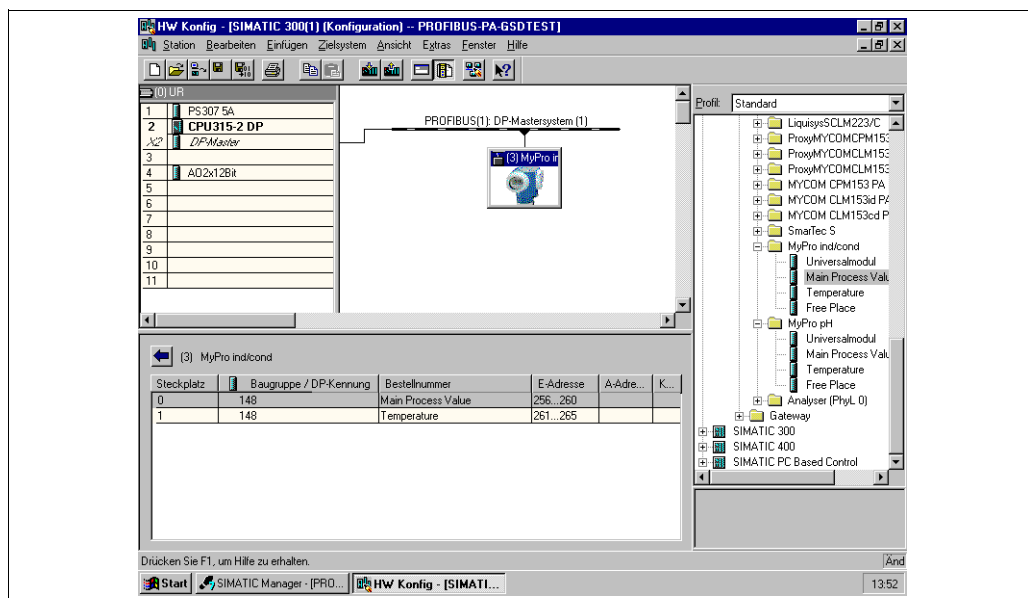 HW Konfig - [SIMATIC 300(1) (Konfiguration) -- PROFIBUS-PA-GSDTEST]
Station Bearbeiten Einfügen Zielsystem Ansicht Extras Fenster Hilfe
(0) UR
1 PS307 5A
2 CPU315-2 DP
X2 DP-Master
3
4 AO2x12Bit
5
6
7
8
9
10
11
PROFIBUS(1): DP-Mastersystem (1)
(3) MyPro in
Profil: Standard
LiquisysSCLM223/C
ProxyMYCOMCPM153
ProxyMYCOMCLM153
ProxyMYCOMCLM153
MYCOM CPM153 PA
MYCOM CLM153id PA
MYCOM CLM153cd P
SmarTec S
MyPro ind/cond
Universalmodul
Main Process Valu
Temperature
Free Place
MyPro pH
Universalmodul
Main Process Valu
Temperature
Free Place
Analyser (PhyL 0)
Gateway
SIMATIC 300
SIMATIC 400
SIMATIC PC Based Control
(3) MyPro ind/cond
Steckplatz Baugruppe / DP-Kennung Bestellnummer E-Adresse A-Adre... K...
0 148 Main Process Value 256...260
1 148 Temperature 261...265
Drücken Sie F1, um Hilfe zu erhalten.
Änd
Start SIMATIC Manager - [PRO... HW Konfig - [SIMATI... 13:52